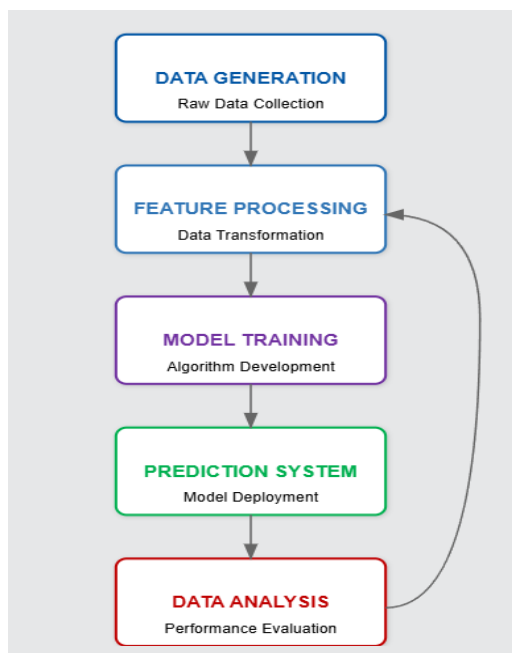 DATA GENERATION
Raw Data Collection
FEATURE PROCESSING
Data Transformation
MODEL TRAINING
Algorithm Development
PREDICTION SYSTEM
Model Deployment
DATA ANALYSIS
Performance Evaluation